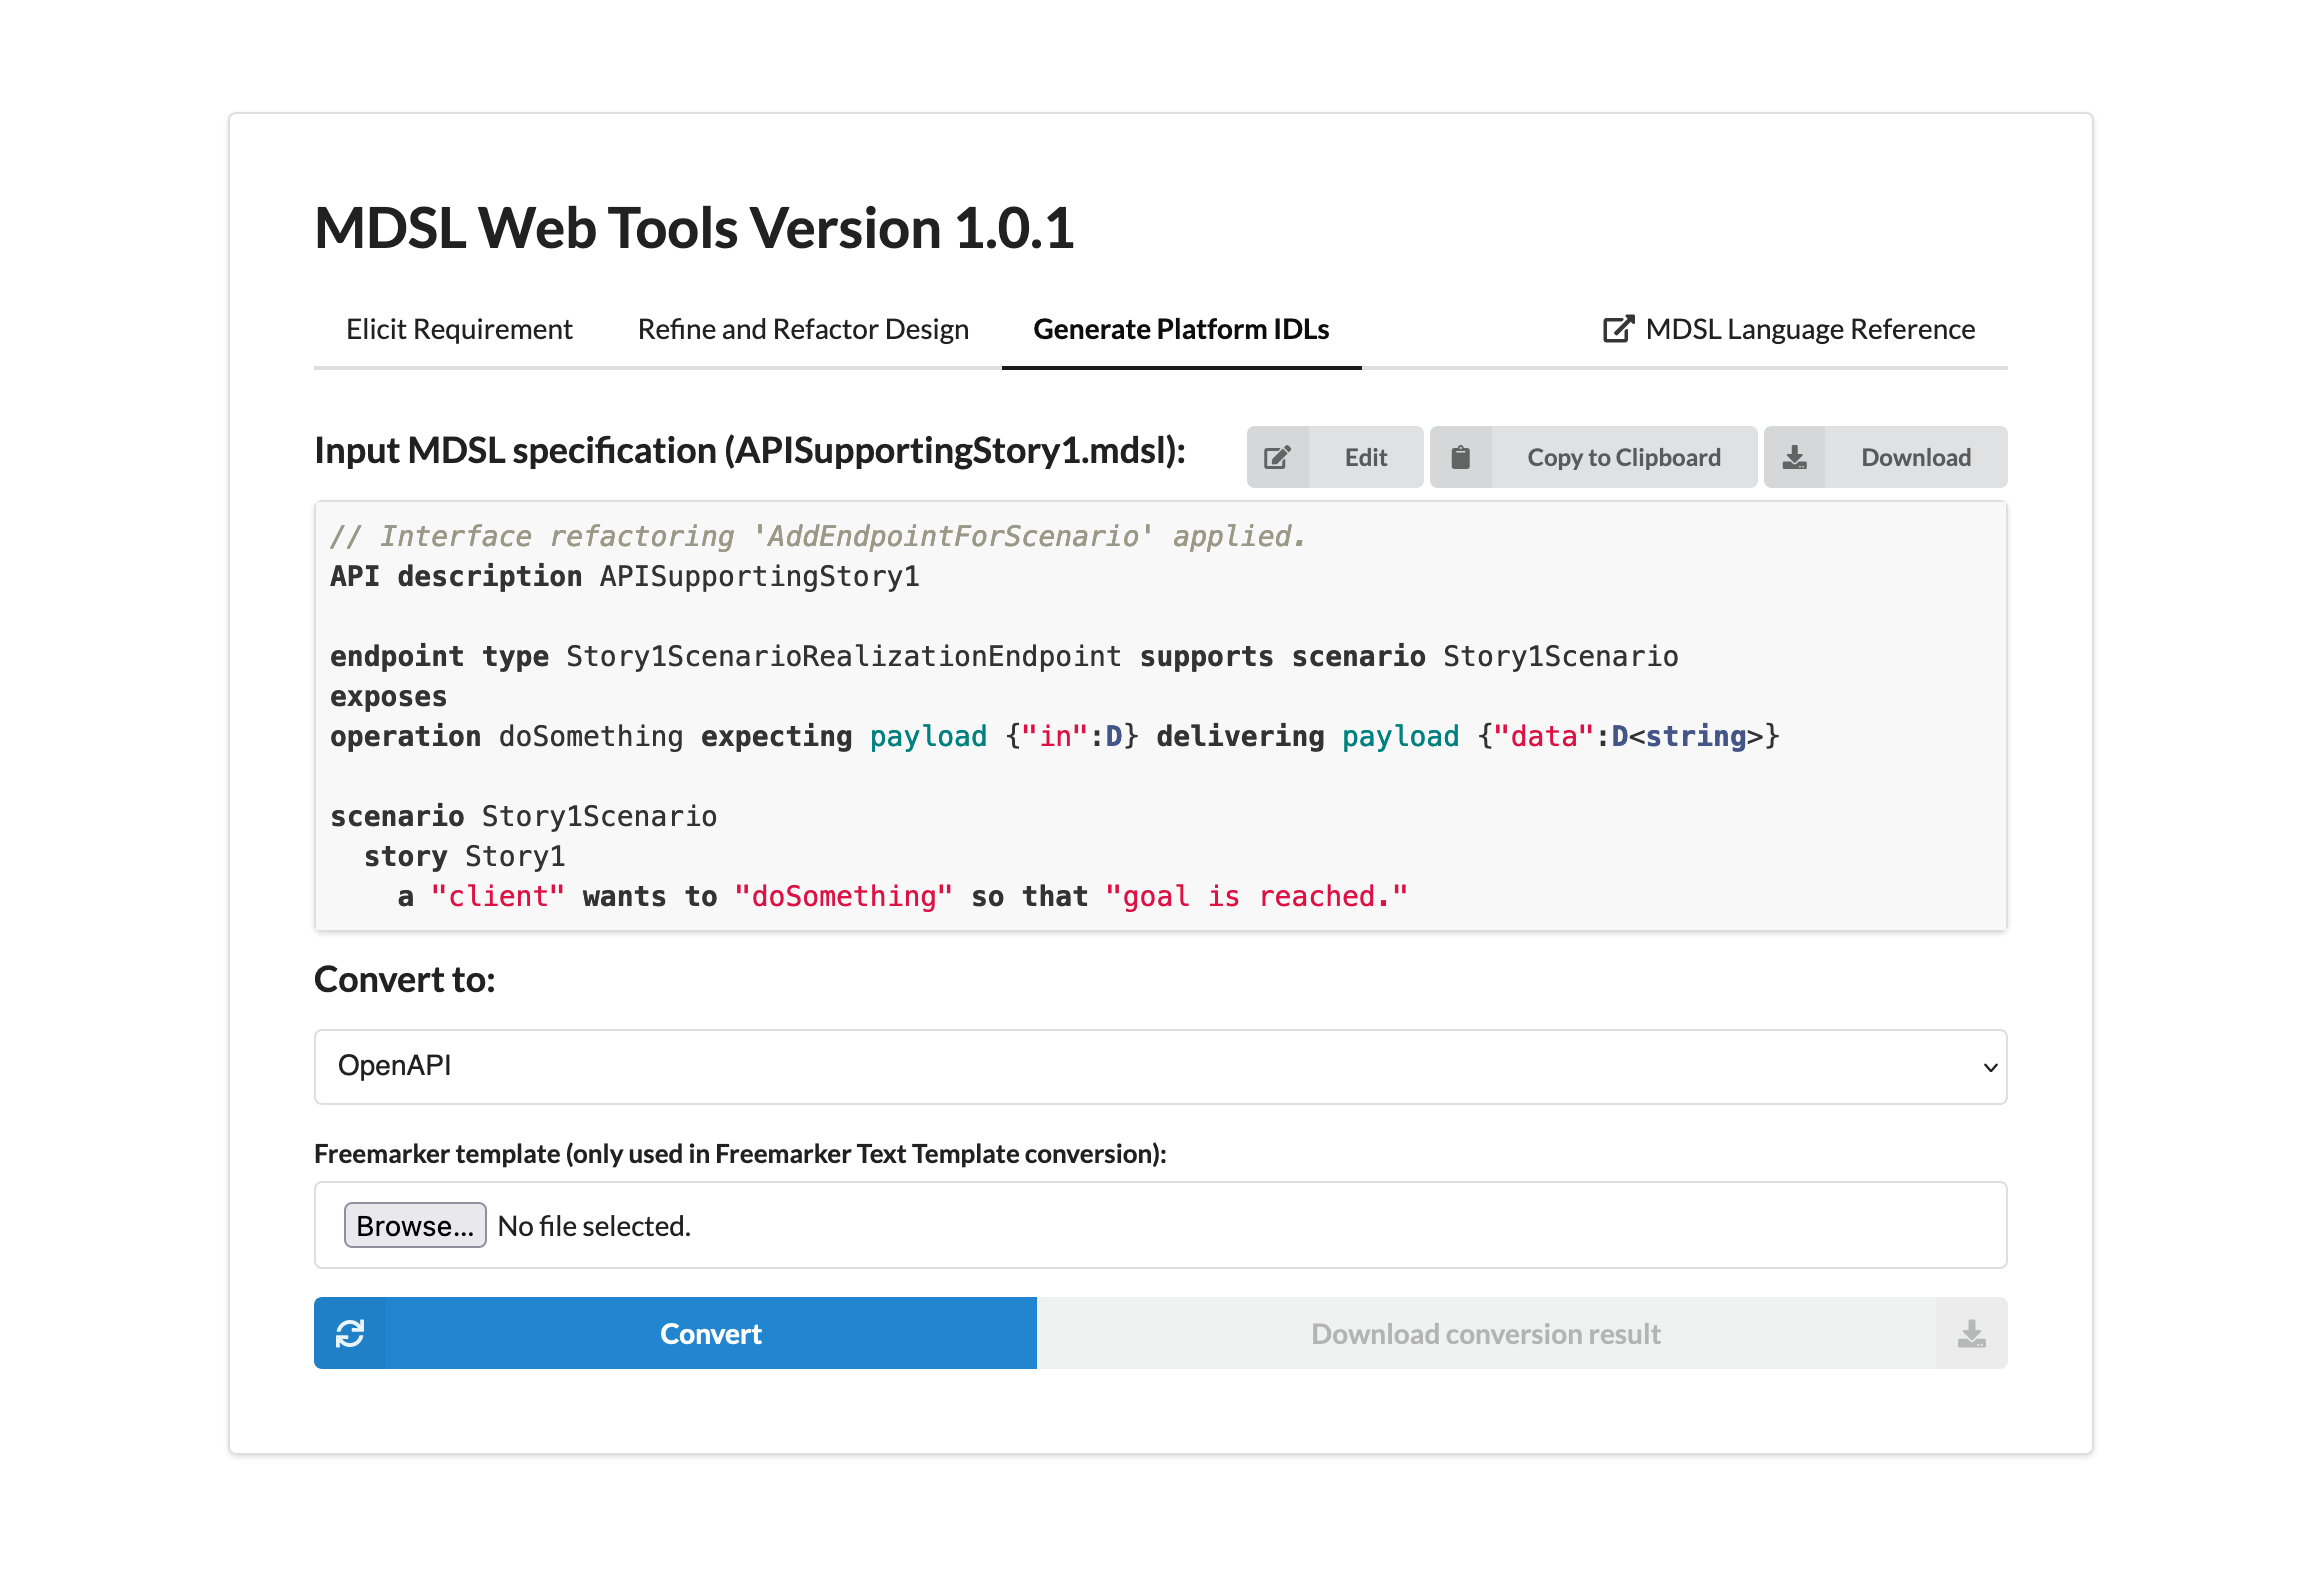 MDSL Web Tools Version 1.0.1
Elicit Requirement
Refine and Refactor Design
Generate Platform IDLs
MDSL Language Reference
Input MDSL specification (APISupportingStory1.mdsl):
Edit
Copy to Clipboard
Download
// Interface refactoring 'AddEndpointForScenario' applied.
API description APISupportingStory1
endpoint type Story1ScenarioRealizationEndpoint supports scenario Story1Scenario
exposes
operation doSomething expecting payload {"in":D} delivering payload {"data":D<string>}
scenario Story1Scenario
story Story1
a "client" wants to "doSomething" so that "goal is reached."
Convert to:
OpenAPI
Freemarker template (only used in Freemarker Text Template conversion):
Browse... No file selected.
Convert
Download conversion result